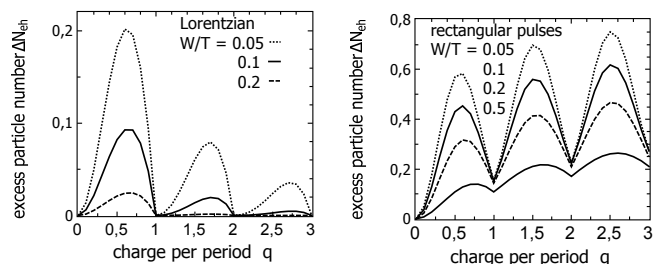 excess particle number ΔNeh
0,2
0,1
0
Lorentzian
W/T = 0.05
0.1
0.2
0 0,5 1 1,5 2 2,5 3
charge per period q
excess particle number ΔNeh
0,8
0,6
0,4
0,2
0
rectangular pulses
W/T = 0.05
0.1
0.2
0.5
0 0,5 1 1,5 2 2,5 3
charge per period q